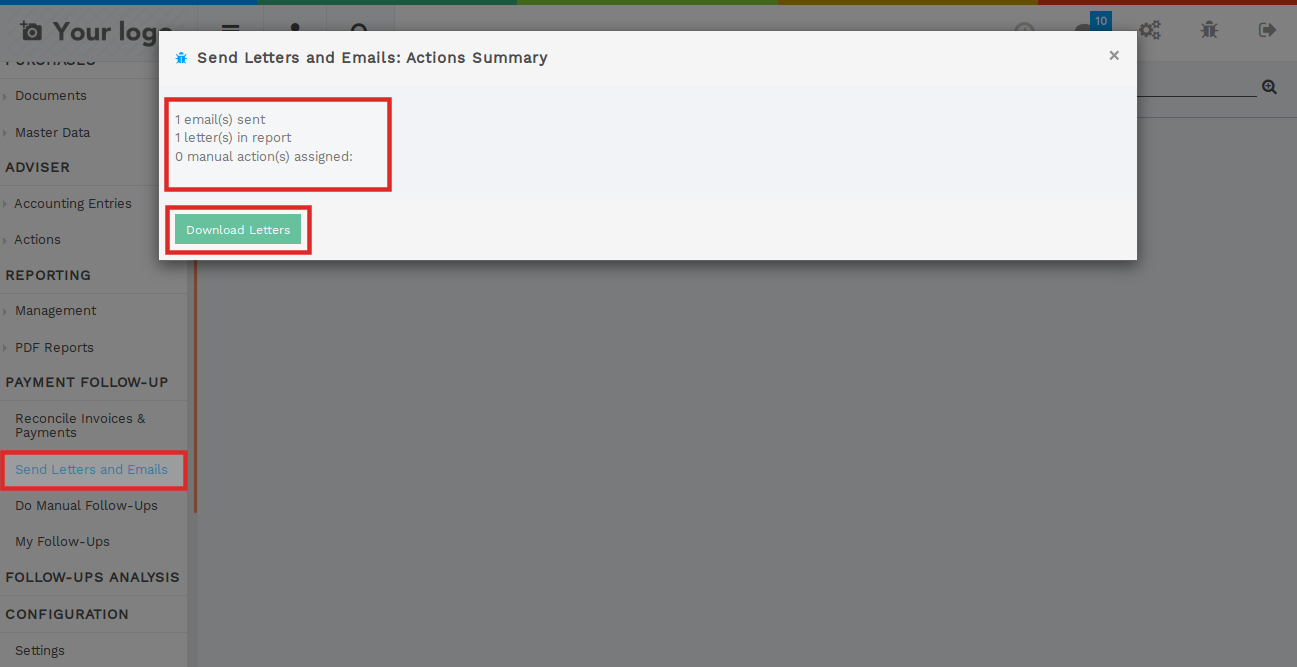 Your log
10
Send Letters and Emails: Actions Summary
×
1 email(s) sent
1 letter(s) in report
0 manual action(s) assigned:
Download Letters
PURCHASES
Documents
Master Data
ADVISER
Accounting Entries
Actions
REPORTING
Management
PDF Reports
PAYMENT FOLLOW-UP
Reconcile Invoices &
Payments
Send Letters and Emails
Do Manual Follow-Ups
My Follow-Ups
FOLLOW-UPS ANALYSIS
CONFIGURATION
Settings